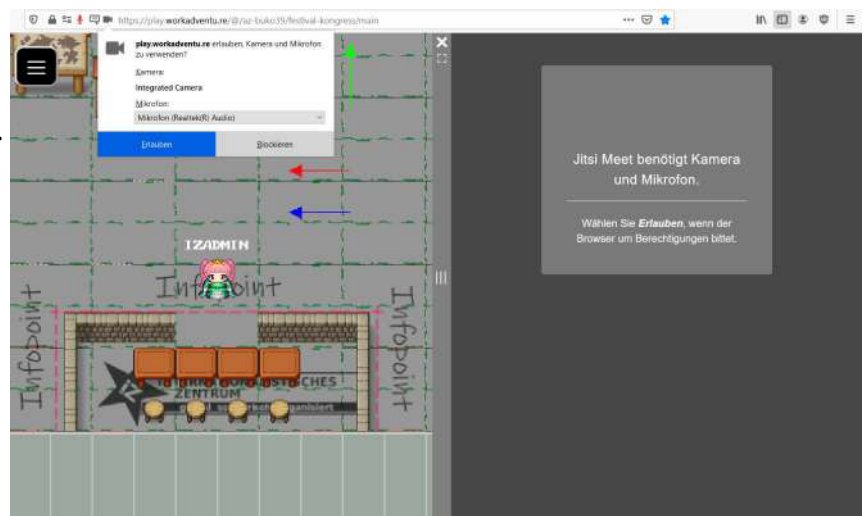 https://play.workadventu.re/@/az-buko39/festival-kongress/main
play.workadventu.re erlauben, Kamera und Mikrofon
zu verwenden?
Kamera:
Integrated Camera
Mikrofon:
Mikrofon (Realtek(R) Audio)
Erlauben
Blockieren
IZADMIN
Infopoint
Infopoint
Infopoint
INTERNATIONALISTISCHES
ZENTRUM
Jitsi Meet benötigt Kamera
und Mikrofon.
Wählen Sie Erlauben, wenn der
Browser um Berechtigungen bittet.